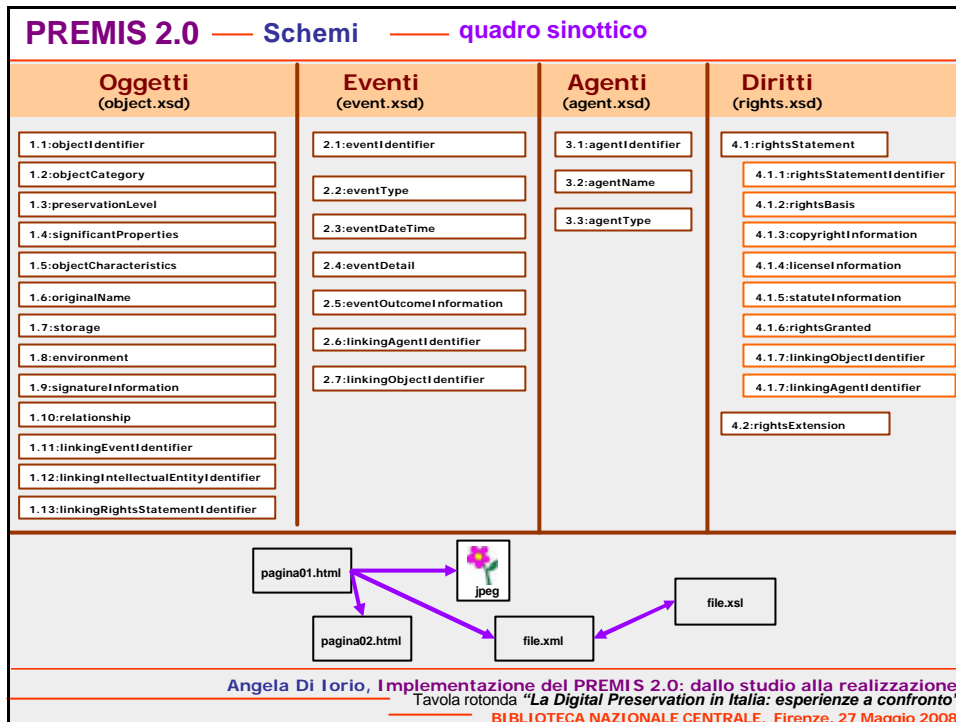 PREMIS 2.0 Schemi quadro sinottico
Oggetti
(object.xsd)
1.1:objectIdentifier
1.2:objectCategory
1.3:preservationLevel
1.4:significantProperties
1.5:objectCharacteristics
1.6:originalName
1.7:storage
1.8:environment
1.9:signatureInformation
1.10:relationship
1.11:linkingEventIdentifier
1.12:linkingIntellectualEntityIdentifier
1.13:linkingRightsStatementIdentifier
Eventi
(event.xsd)
2.1:eventIdentifier
2.2:eventType
2.3:eventDateTime
2.4:eventDetail
2.5:eventOutcomeInformation
2.6:linkingAgentIdentifier
2.7:linkingObjectIdentifier
Agenti
(agent.xsd)
3.1:agentIdentifier
3.2:agentName
3.3:agentType
Diritti
(rights.xsd)
4.1:rightsStatement
4.1.1:rightsStatementIdentifier
4.1.2:rightsBasis
4.1.3:copyrightInformation
4.1.4:licenseInformation
4.1.5:statuteInformation
4.1.6:rightsGranted
4.1.7:linkingObjectIdentifier
4.1.7:linkingAgentIdentifier
4.2:rightsExtension
pagina01.html
jpeg
pagina02.html
file.xml
file.xsl
Angela Di Iorio, Implementazione del PREMIS 2.0: dallo studio alla realizzazione
Tavola rotonda “La Digital Preservation in Italia: esperienze a confronto”
BIBLIOTECA NAZIONALE CENTRALE, Firenze, 27 Maggio 2008